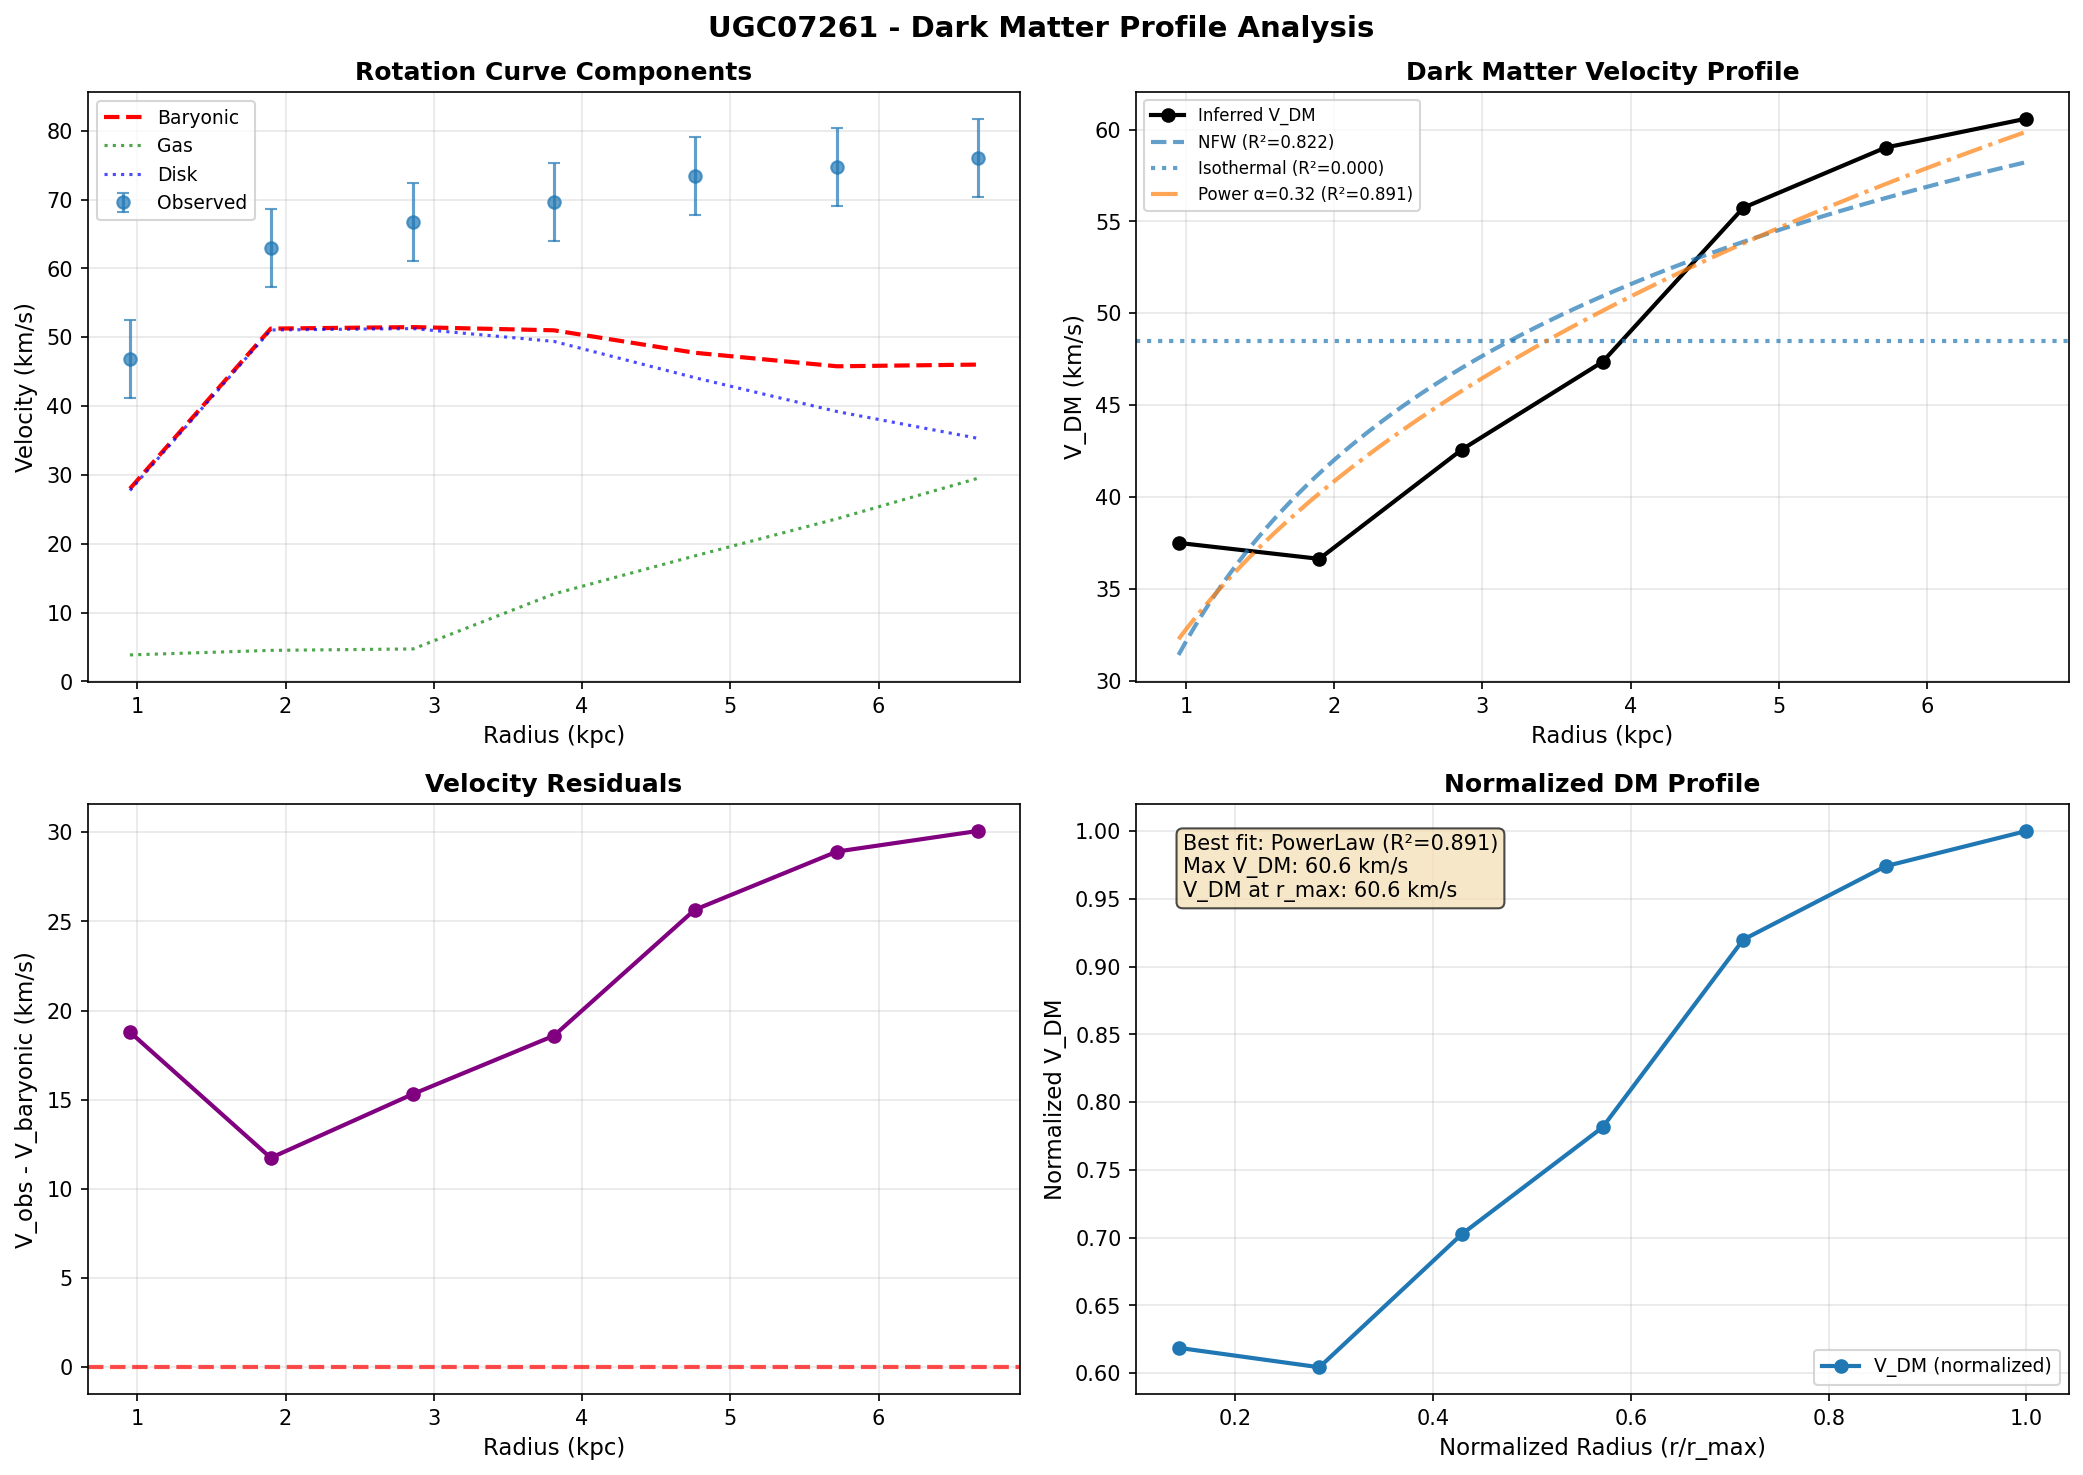 UGC07261 - Dark Matter Profile Analysis
Rotation Curve Components
Baryonic
Gas
Disk
Observed
Velocity (km/s)
0
10
20
30
40
50
60
70
80
1 2 3 4 5 6
Radius (kpc)
Dark Matter Velocity Profile
Inferred V_DM
NFW (R²=0.822)
Isothermal (R²=0.000)
Power α=0.32 (R²=0.891)
V_DM (km/s)
30
35
40
45
50
55
60
1 2 3 4 5 6
Radius (kpc)
Velocity Residuals
V_obs - V_baryonic (km/s)
0
5
10
15
20
25
30
1 2 3 4 5 6
Radius (kpc)
Normalized DM Profile
Best fit: PowerLaw (R²=0.891)
Max V_DM: 60.6 km/s
V_DM at r_max: 60.6 km/s
Normalized V_DM
0.60
0.65
0.70
0.75
0.80
0.85
0.90
0.95
1.00
V_DM (normalized)
0.2 0.4 0.6 0.8 1.0
Normalized Radius (r/r_max)